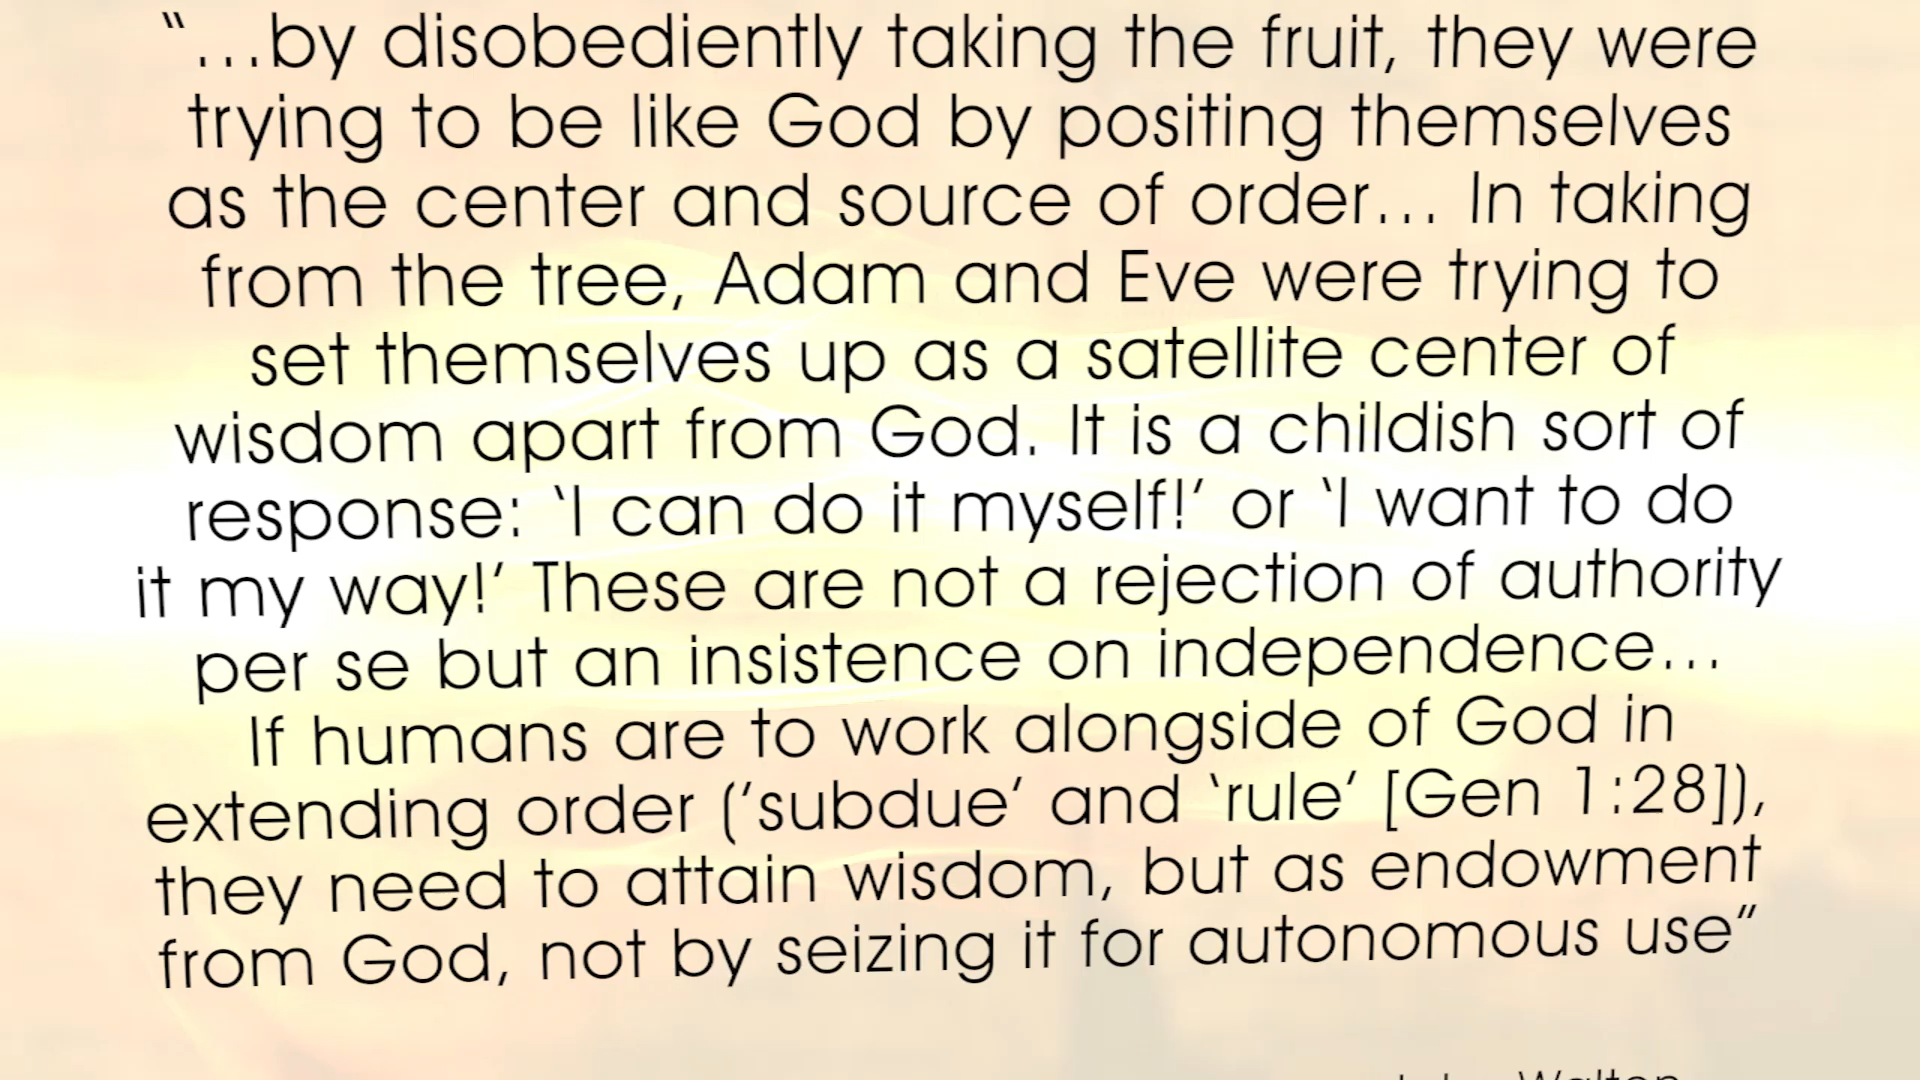 “...by disobediently taking the fruit, they were
trying to be like God by positing themselves
as the center and source of order... In taking
from the tree, Adam and Eve were trying to
set themselves up as a satellite center of
wisdom apart from God. It is a childish sort of
response: ‘I can do it myself!’ or ‘I want to do
it my way!’ These are not a rejection of authority
per se but an insistence on independence...
If humans are to work alongside of God in
extending order (’subdue’ and ‘rule’ [Gen 1:28]),
they need to attain wisdom, but as endowment
from God, not by seizing it for autonomous use”
Walton